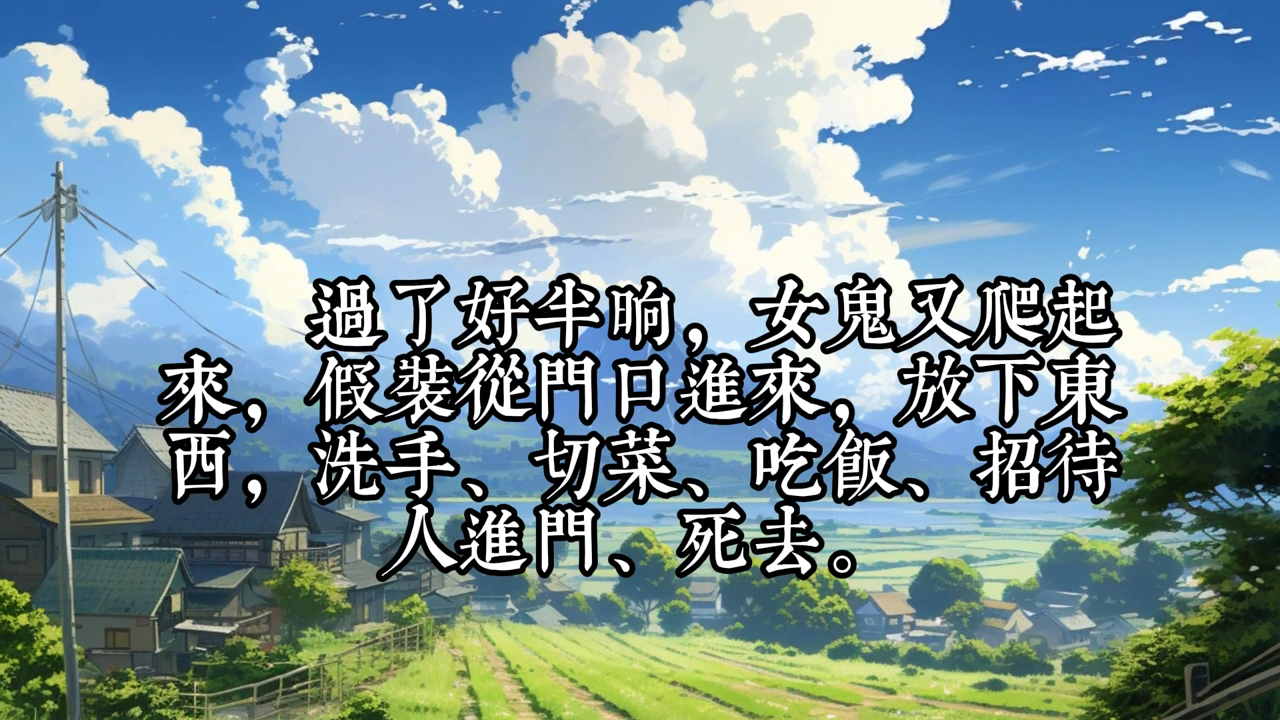 過了好半晌，女鬼又爬起
來，假裝從門口進來，放下東
西，洗手、切菜、吃飯、招待
人進門、死去。